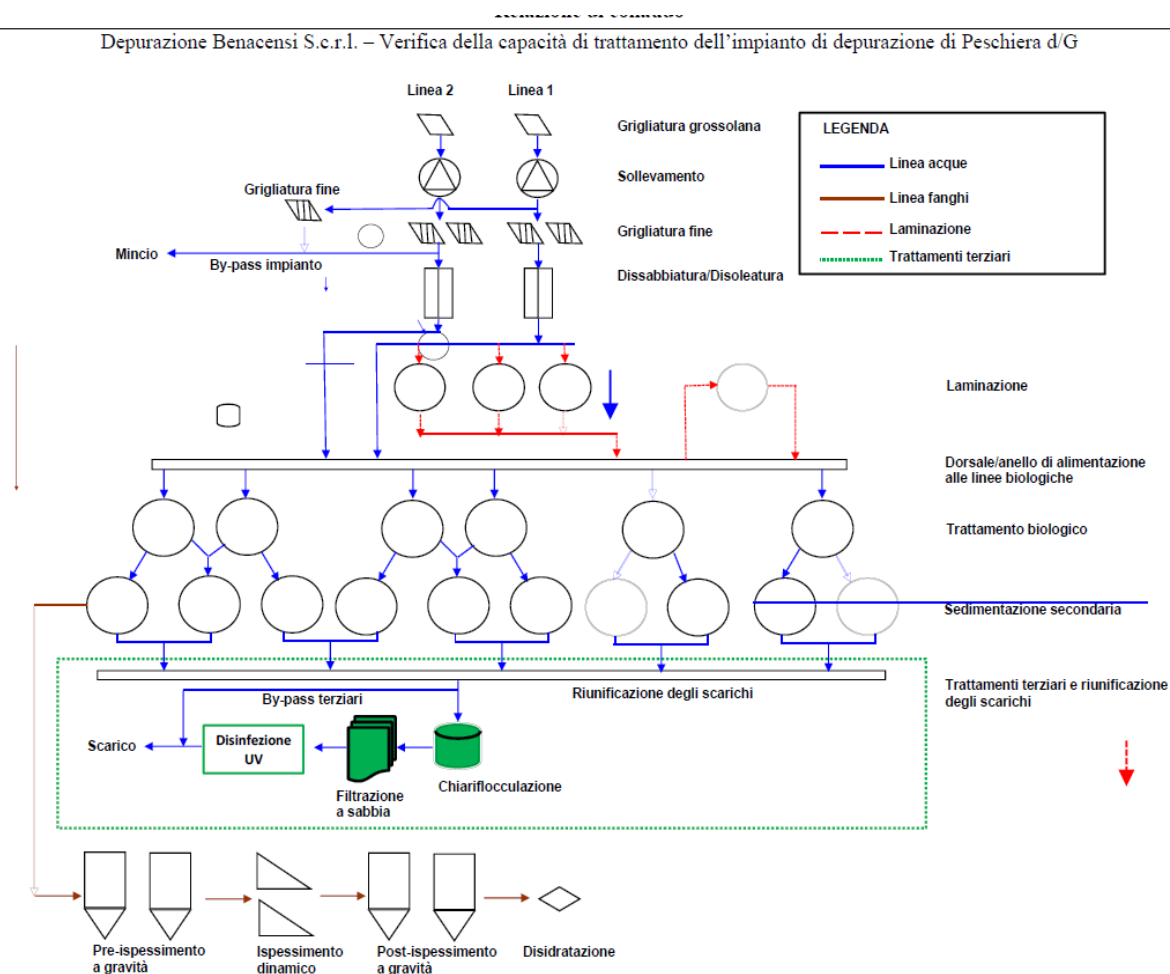 Relazione di collaudo
Depurazione Benacensi S.c.r.l. – Verifica della capacità di trattamento dell'impianto di depurazione di Peschiera d/G
Linea 2
Linea 1
Grigliatura grossolana
LEGENDA
Linea acque
Sollevamento
Grigliatura fine
Linea fanghi
Grigliatura fine
Laminazione
Mincio
By-pass impianto
Trattamenti terziari
Dissabbiatura/Disoleatura
Laminazione
Dorsale/anello di alimentazione
alle linee biologiche
Trattamento biologico
Sedimentazione secondaria
Riunificazione degli scarichi
Trattamenti terziari e riunificazione
degli scarichi
By-pass terziari
Scarico
Disinfezione
UV
Chiariflocculazione
Filtrazione
a sabbia
Pre-ispessimento
a gravità
Ispessimento
dinamico
Post-ispessimento
a gravità
Disidratazione